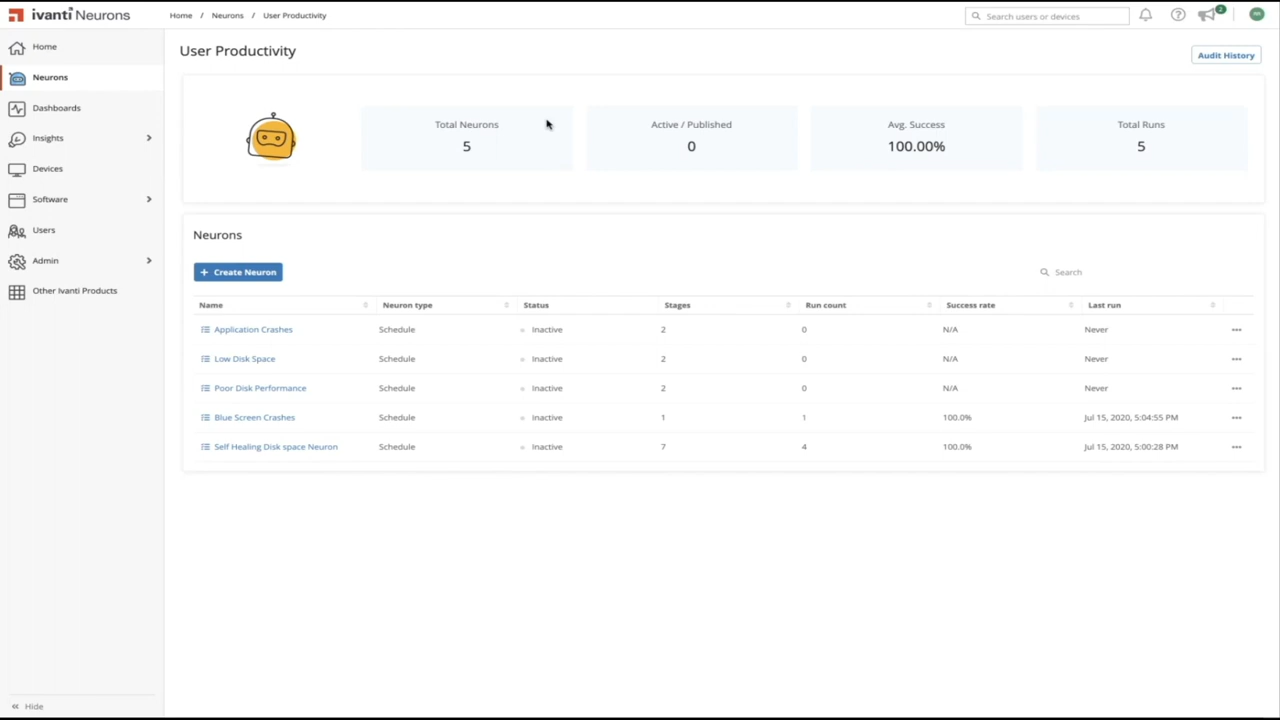 ivanti Neurons
Home / Neurons / User Productivity
Search users or devices
2
Home
Neurons
Dashboards
Insights
Devices
Software
Users
Admin
Other Ivanti Products
Hide
User Productivity
Audit History
Total Neurons
5
Active / Published
0
Avg. Success
100.00%
Total Runs
5
Neurons
+ Create Neuron
Search
Name Neuron type Status Stages Run count Success rate Last run
Application Crashes Schedule Inactive 2 0 N/A Never
Low Disk Space Schedule Inactive 2 0 N/A Never
Poor Disk Performance Schedule Inactive 2 0 N/A Never
Blue Screen Crashes Schedule Inactive 1 1 100.0% Jul 15, 2020, 5:04:55 PM
Self Healing Disk space Neuron Schedule Inactive 7 4 100.0% Jul 15, 2020, 5:00:28 PM